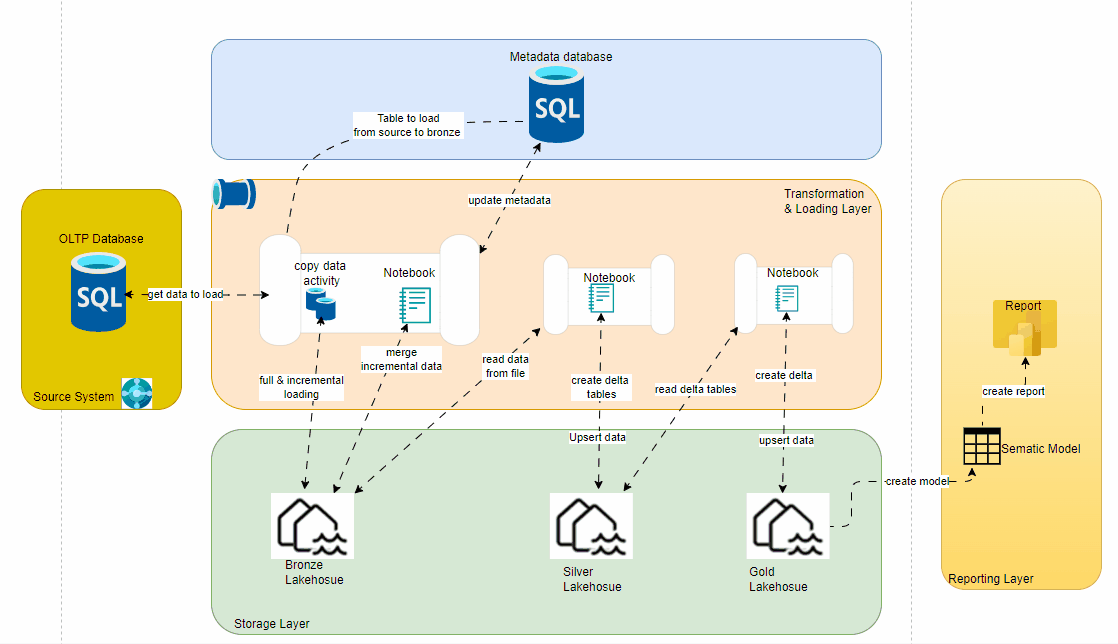 Metadata database
SQL
Table to load
from source to bronze
update metadata
Transformation
& Loading Layer
OLTP Database
SQL
get data to load
Source System
copy data
activity
Notebook
Notebook
Notebook
full & incremental
loading
merge
incremental data
read data
from file
create delta
tables
read delta tables
create delta
Upsert data
upsert data
Report
create report
Sematic Model
create model
Reporting Layer
Bronze
Lakehosue
Silver
Lakehosue
Gold
Lakehosue
Storage Layer